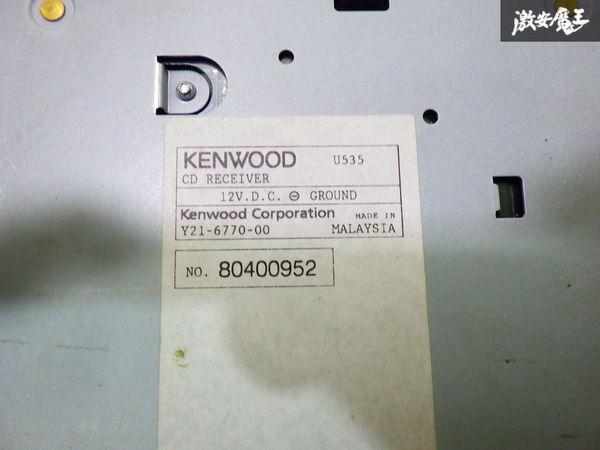 激安魔王
KENWOOD U535
CD RECEIVER
12V.D.C. ⊖ GROUND
Kenwood Corporation MADE IN
Y21-6770-00 MALAYSIA
NO. 80400952